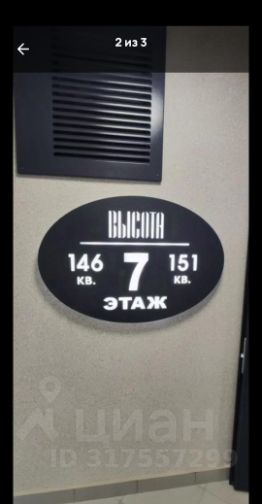 2 из 3
ВЫСОТА
146 7 151
КВ. КВ.
ЭТАЖ
циан
ID 317557299